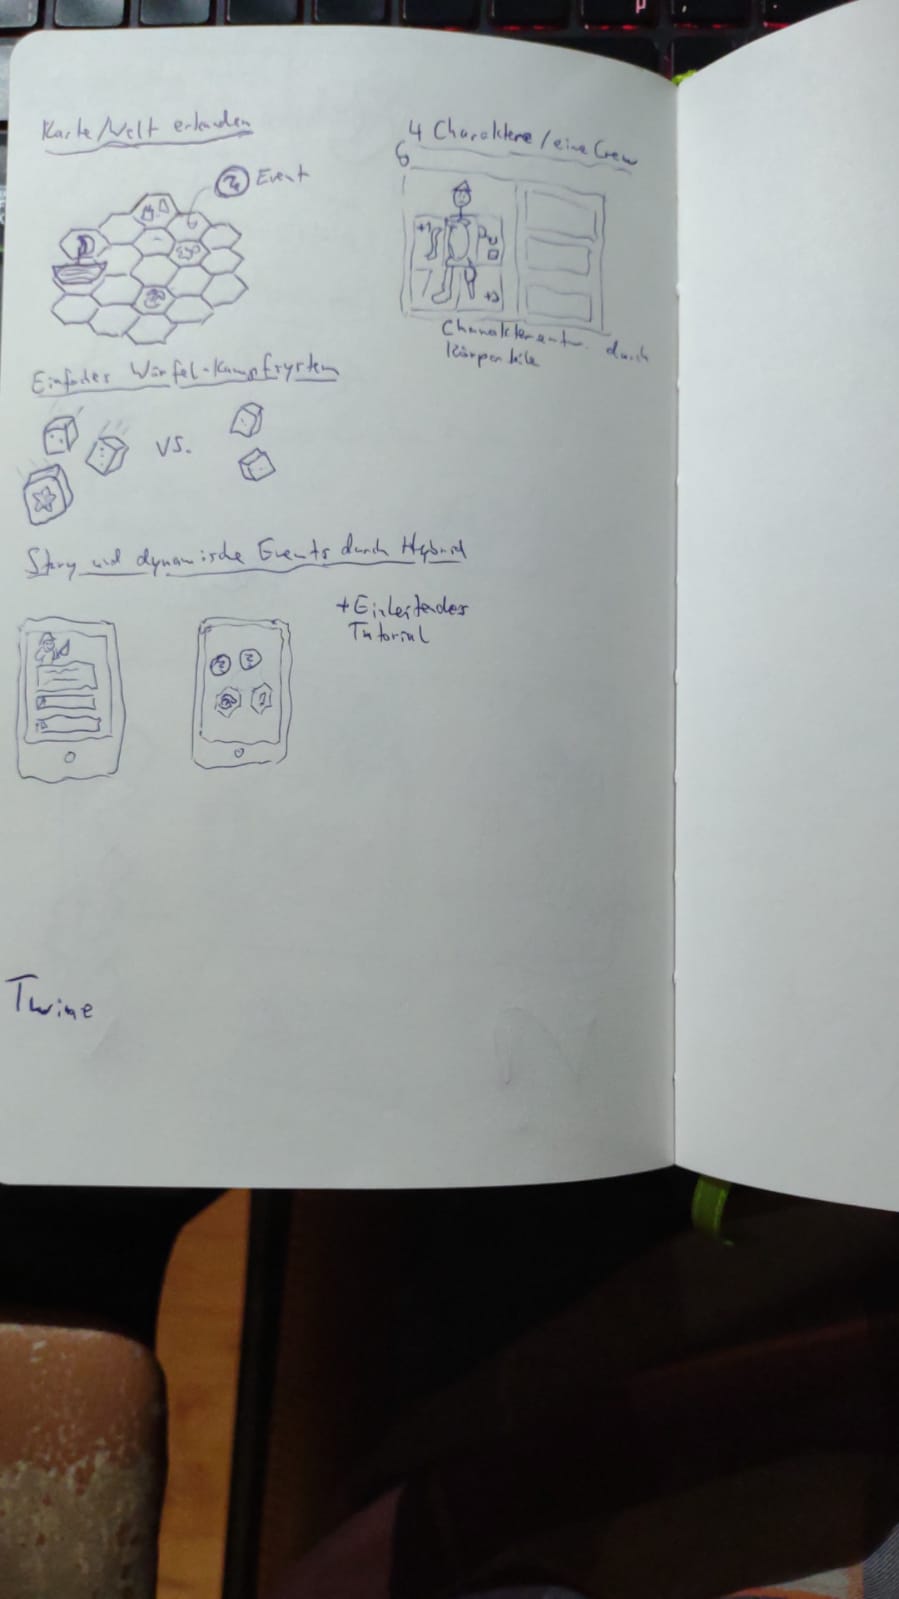 Karte/Welt erkunden
Event
4 Charaktere/eine Crew
6
+1
+3
Charakterentw. durch
Körperteile
Einfaches Würfel-Kampfsystem
VS.
Story und dynamische Events durch Hybrid
+ Einleitendes
Tutorial
Twine